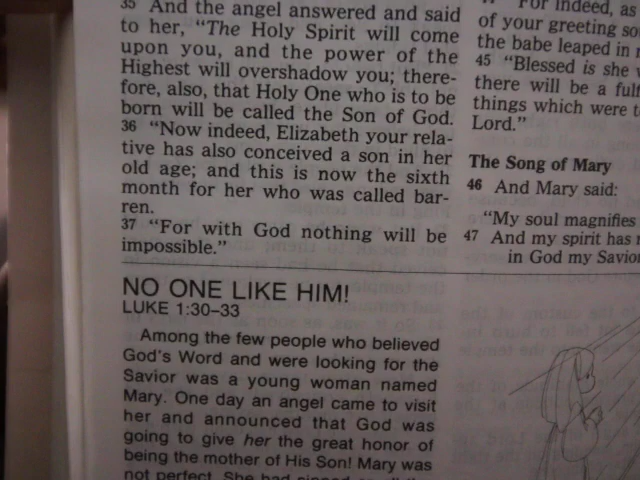 35 And the angel answered and said
to her, "The Holy Spirit will come
upon you, and the power of the
Highest will overshadow you; there-
fore, also, that Holy One who is to be
born will be called the Son of God.
36 "Now indeed, Elizabeth your rela-
tive has also conceived a son in her
old age; and this is now the sixth
month for her who was called bar-
ren.
37 "For with God nothing will be
impossible."
For indeed, as
of your greeting so
the babe leaped in
45 "Blessed is she
there will be a
things which were
Lord."
The Song of Mary
46 And Mary said:
"My soul magnifies
47 And my spirit has
in God my Savio
NO ONE LIKE HIM!
LUKE 1:30–33
Among the few people who believed
God's Word and were looking for the
Savior was a young woman named
Mary. One day an angel came to visit
her and announced that God was
going to give her the great honor of
being the mother of His Son! Mary was
not perfect. She had sinned